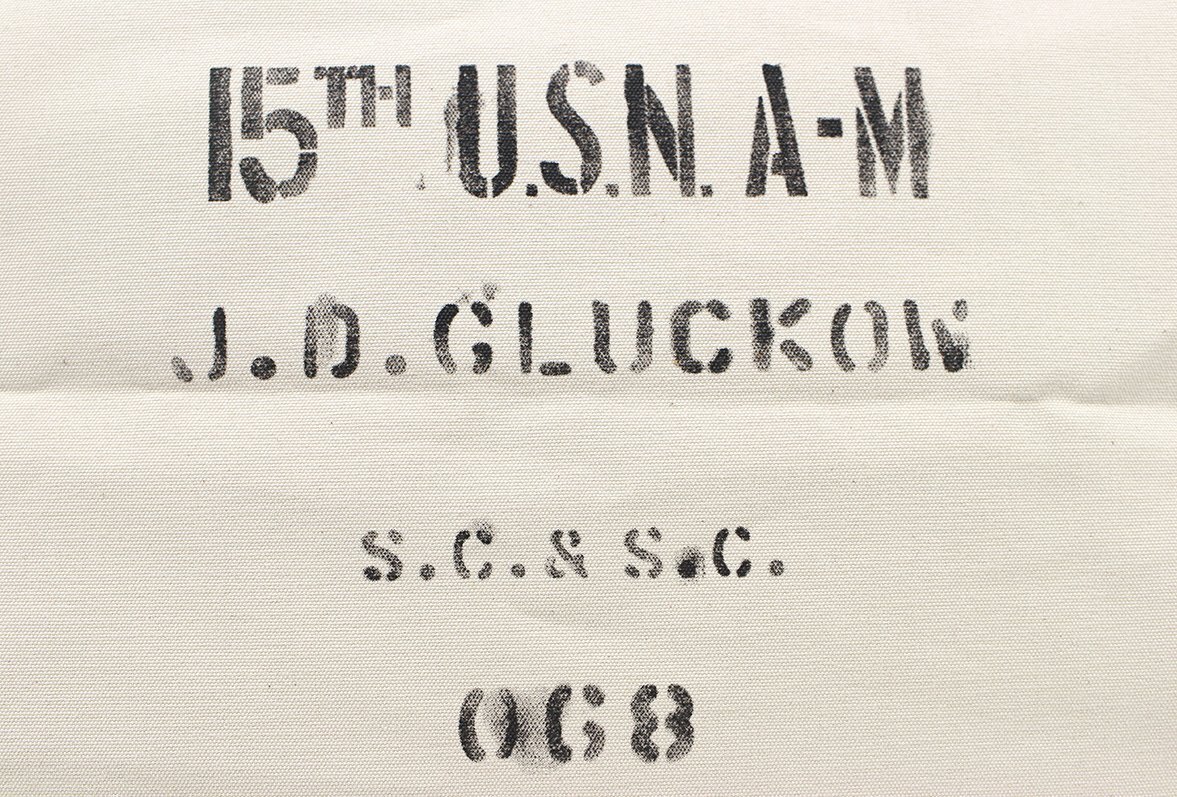 15TH U.S.N. A-M
J.D.GLUCKOW
S.C.& S.C.
068